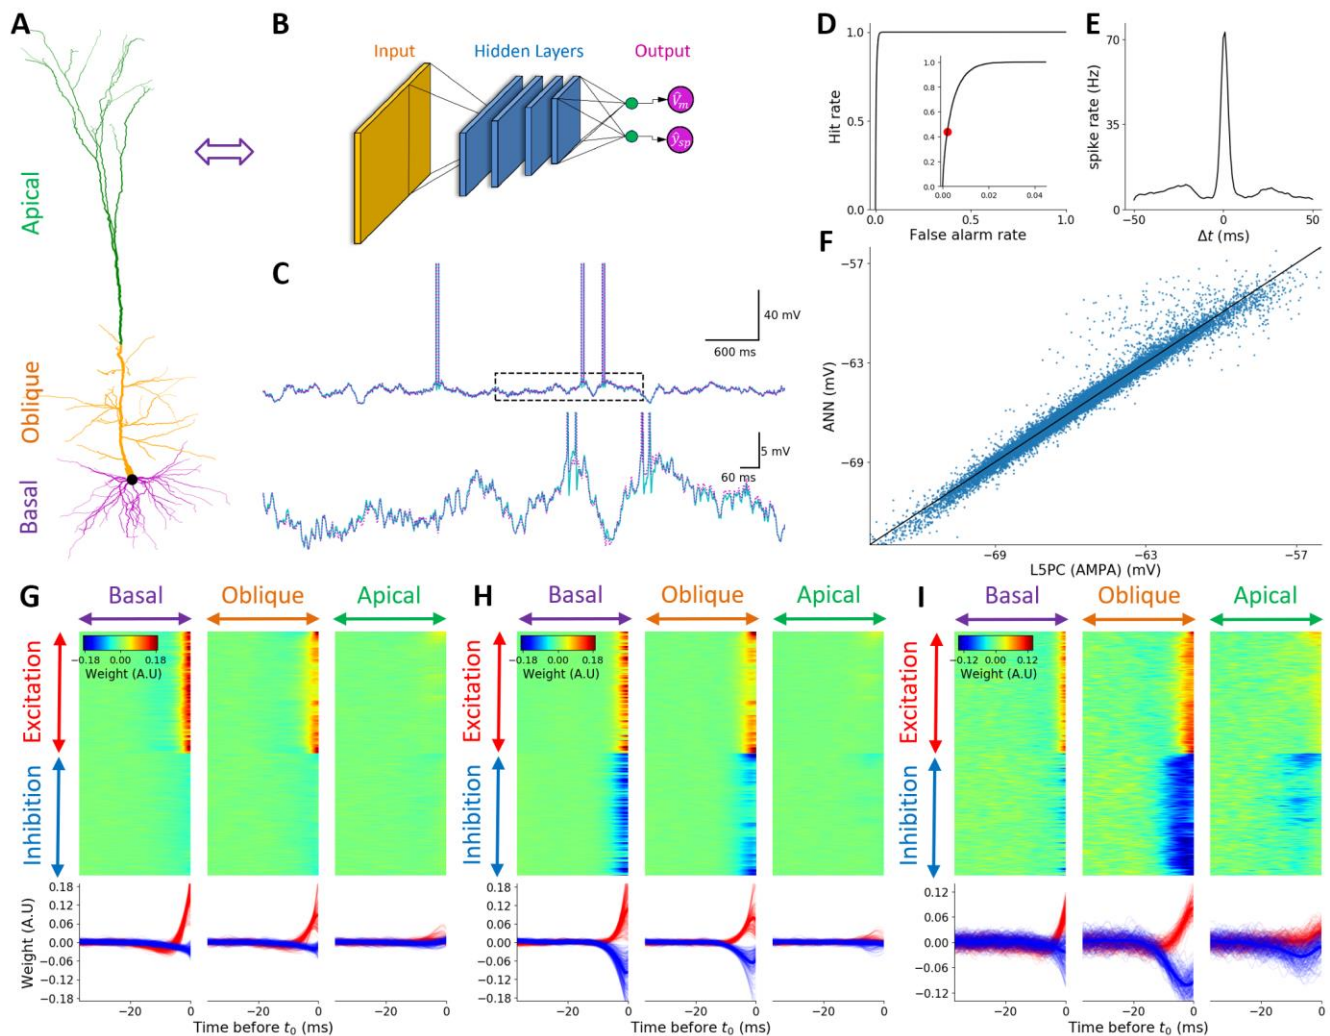 A
Apical
Oblique
Basal
B
Input
Hidden Layers
Output
V̂m
ŷsp
C
40 mV
600 ms
5 mV
60 ms
D
Hit rate
1.0
0.5
0.0
0.0
0.5
1.0
False alarm rate
1.0
0.8
0.6
0.4
0.2
0.0
0.00
0.02
0.04
E
spike rate (Hz)
70
35
0
−50
0
50
Δt (ms)
F
ANN (mV)
−57
−63
−69
−69
−63
−57
L5PC (AMPA) (mV)
G
Basal
Oblique
Apical
Excitation
Inhibition
−0.18 0.00 0.18
Weight (A.U)
Weight (A.U)
0.18
0.12
0.06
0.00
−0.06
−0.12
−0.18
−20 0
−20 0
−20 0
Time before t0 (ms)
H
Basal
Oblique
Apical
Excitation
Inhibition
−0.18 0.00 0.18
Weight (A.U)
0.18
0.12
0.06
0.00
−0.06
−0.12
−0.18
−20 0
−20 0
−20 0
Time before t0 (ms)
I
Basal
Oblique
Apical
Excitation
Inhibition
−0.12 0.00 0.12
Weight (A.U)
0.12
0.06
0.00
−0.06
−0.12
−20 0
−20 0
−20 0
Time before t0 (ms)